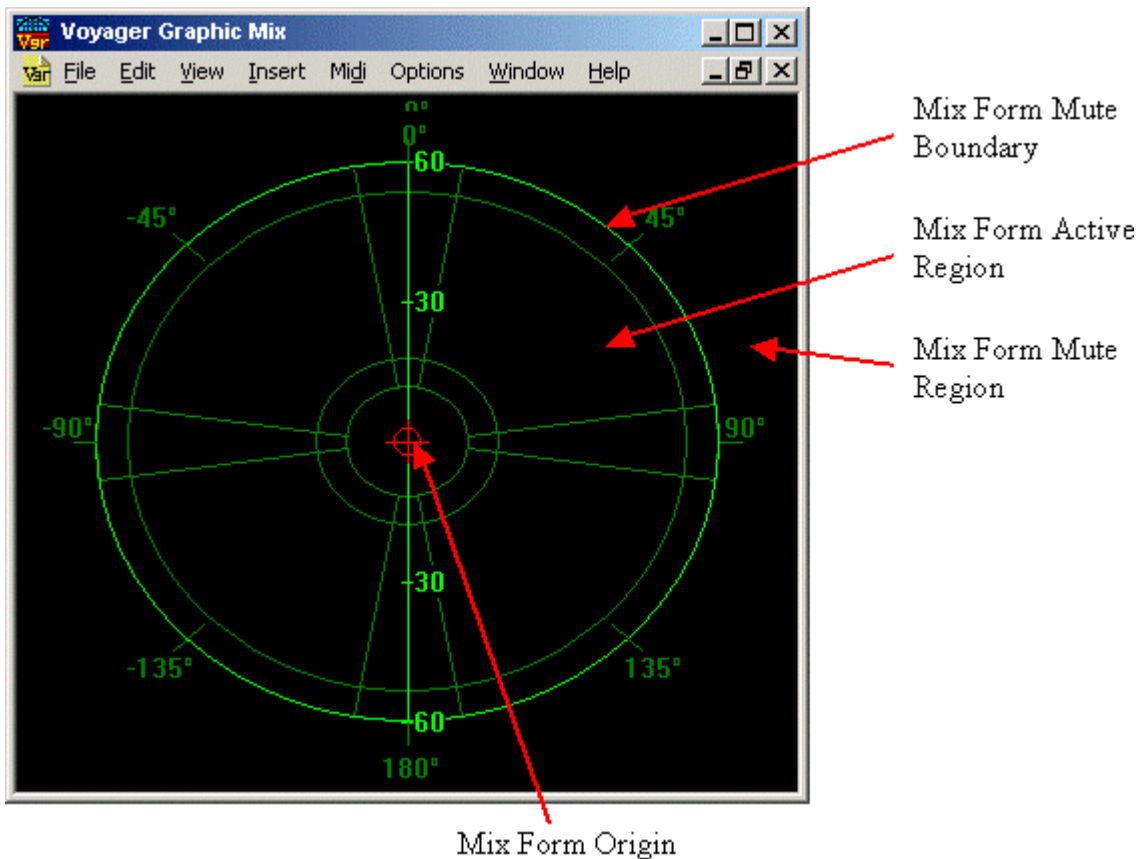 Voyager Graphic Mix
File Edit View Insert Midi Options Window Help
0°
0°
60
-45°
45°
-30
-90°
90°
-30
-135°
135°
-60
180°
Mix Form Mute
Boundary
Mix Form Active
Region
Mix Form Mute
Region
Mix Form Origin